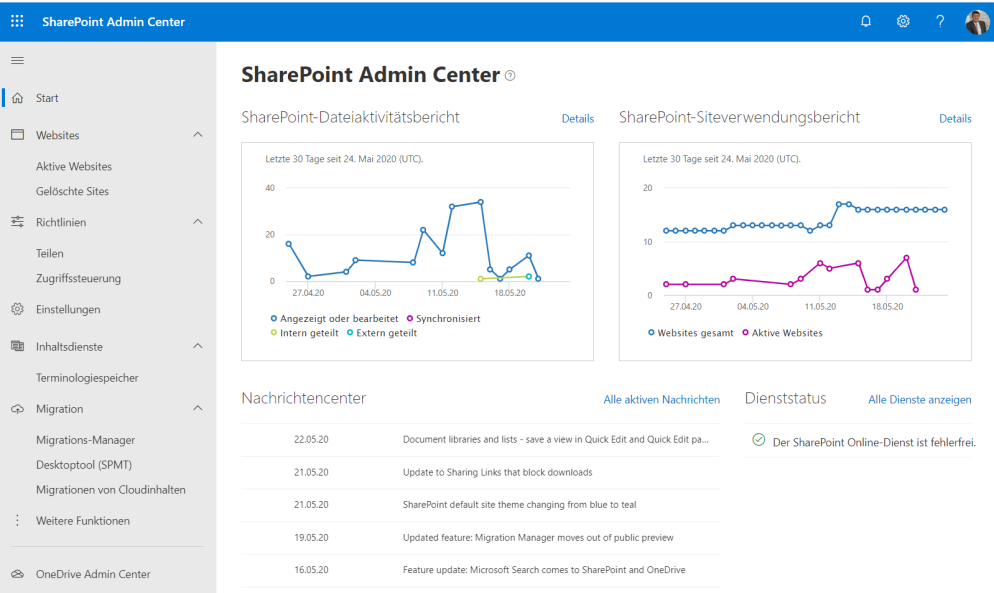 SharePoint Admin Center
Start
Websites
Aktive Websites
Gelöschte Sites
Richtlinien
Teilen
Zugriffssteuerung
Einstellungen
Inhaltsdienste
Terminologiespeicher
Migration
Migrations-Manager
Desktoptool (SPMT)
Migrationen von Cloudinhalten
Weitere Funktionen
OneDrive Admin Center
SharePoint Admin Center
SharePoint-Dateiaktivitätsbericht Details
Letzte 30 Tage seit 24. Mai 2020 (UTC).
40
20
0
27.04.20 04.05.20 11.05.20 18.05.20
Angezigt oder bearbeitet Synchronisiert
Intern geteilt Extern geteilt
SharePoint-Siteverwendungsbericht Details
Letzte 30 Tage seit 24. Mai 2020 (UTC).
20
10
0
27.04.20 04.05.20 11.05.20 18.05.20
Websites gesamt Aktive Websites
Nachrichtencenter Alle aktiven Nachrichten
22.05.20 Document libraries and lists - save a view in Quick Edit and Quick Edit pa...
21.05.20 Update to Sharing Links that block downloads
21.05.20 SharePoint default site theme changing from blue to teal
19.05.20 Updated feature: Migration Manager moves out of public preview
16.05.20 Feature update: Microsoft Search comes to SharePoint and OneDrive
Dienststatus Alle Dienste anzeigen
Der SharePoint Online-Dienst ist fehlerfrei.